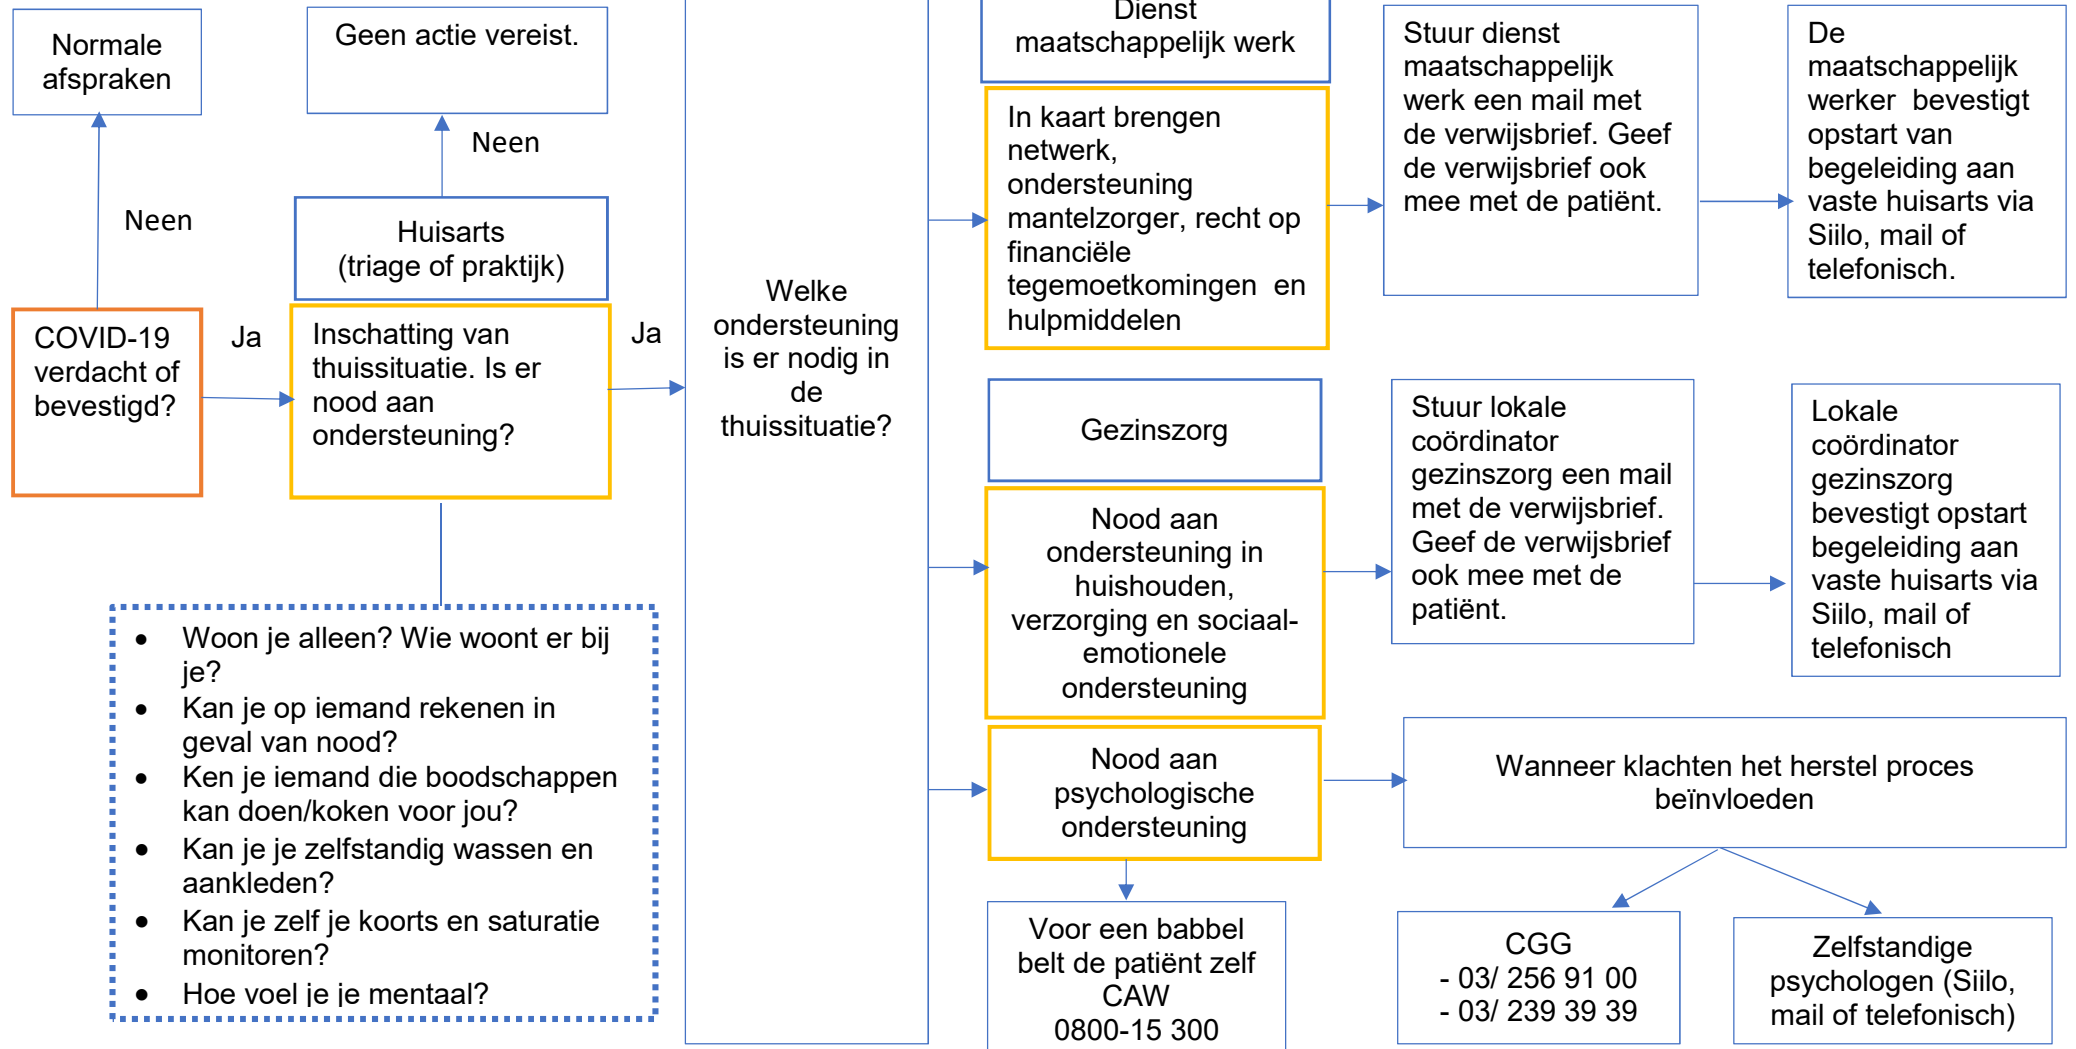 Normale
afspraken
Neen
COVID-19
verdacht of
bevestigd?
Ja
Geen actie vereist.
Neen
Huisarts
(triage of praktijk)
Inschatting van
thuissituatie. Is er
nood aan
ondersteuning?
Ja
• Woon je alleen? Wie woont er bij
je?
• Kan je op iemand rekenen in
geval van nood?
• Ken je iemand die boodschappen
kan doen/koken voor jou?
• Kan je je zelfstandig wassen en
aankleden?
• Kan je zelf je koorts en saturatie
monitoren?
• Hoe voel je je mentaal?
Welke
ondersteuning
is er nodig in
de
thuissituatie?
Dienst
maatschappelijk werk
In kaart brengen
netwerk,
ondersteuning
mantelzorger, recht op
financiële
tegemoetkomingen en
hulpmiddelen
Stuur dienst
maatschappelijk
werk een mail met
de verwijsbrief. Geef
de verwijsbrief ook
mee met de patiënt.
De
maatschappelijk
werker bevestigt
opstart van
begeleiding aan
vaste huisarts via
Siilo, mail of
telefonisch.
Gezinszorg
Nood aan
ondersteuning in
huishouden,
verzorging en sociaal-
emotionele
ondersteuning
Stuur lokale
coördinator
gezinszorg een mail
met de verwijsbrief.
Geef de verwijsbrief
ook mee met de
patiënt.
Lokale
coördinator
gezinszorg
bevestigt opstart
begeleiding aan
vaste huisarts via
Siilo, mail of
telefonisch
Nood aan
psychologische
ondersteuning
Wanneer klachten het herstel proces
beïnvloeden
Voor een babbel
belt de patiënt zelf
CAW
0800-15 300
CGG
- 03/ 256 91 00
- 03/ 239 39 39
Zelfstandige
psychologen (Siilo,
mail of telefonisch)